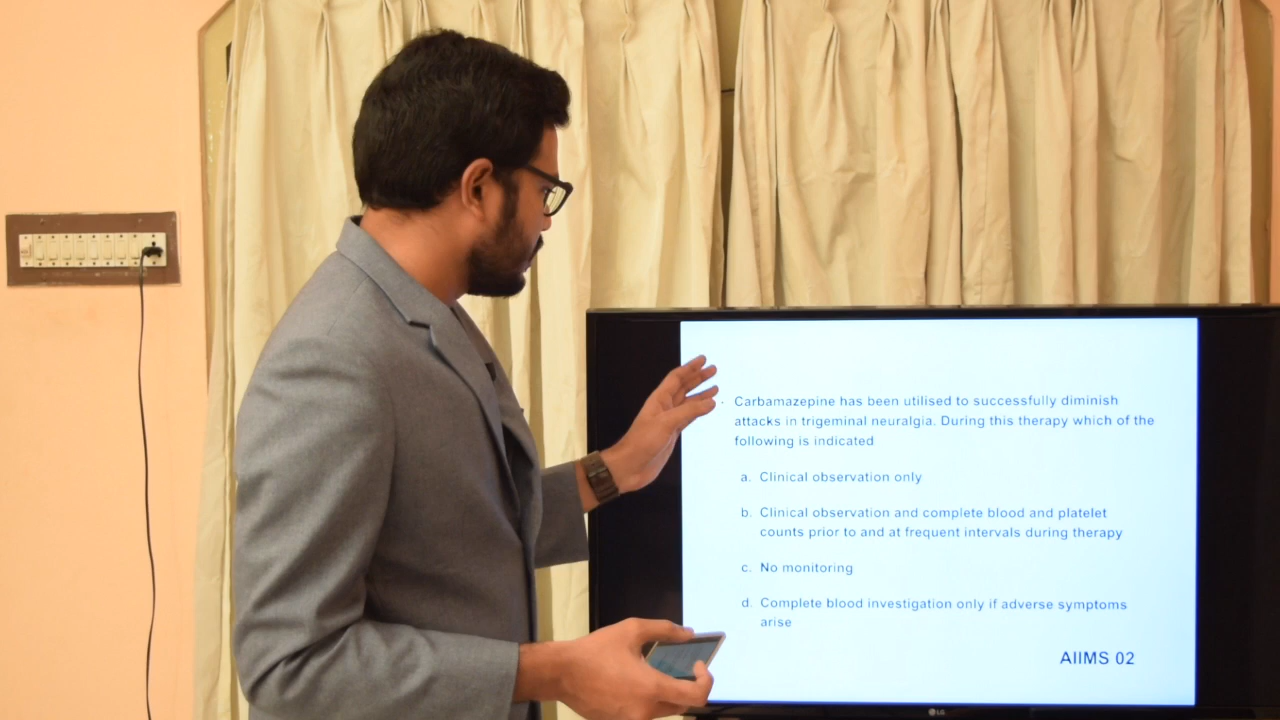 Carbamazepine has been utilised to successfully diminish
attacks in trigeminal neuralgia. During this therapy which of the
following is indicated
a. Clinical observation only
b. Clinical observation and complete blood and platelet
counts prior to and at frequent intervals during therapy
c. No monitoring
d. Complete blood investigation only if adverse symptoms
arise
AIIMS 02
LG